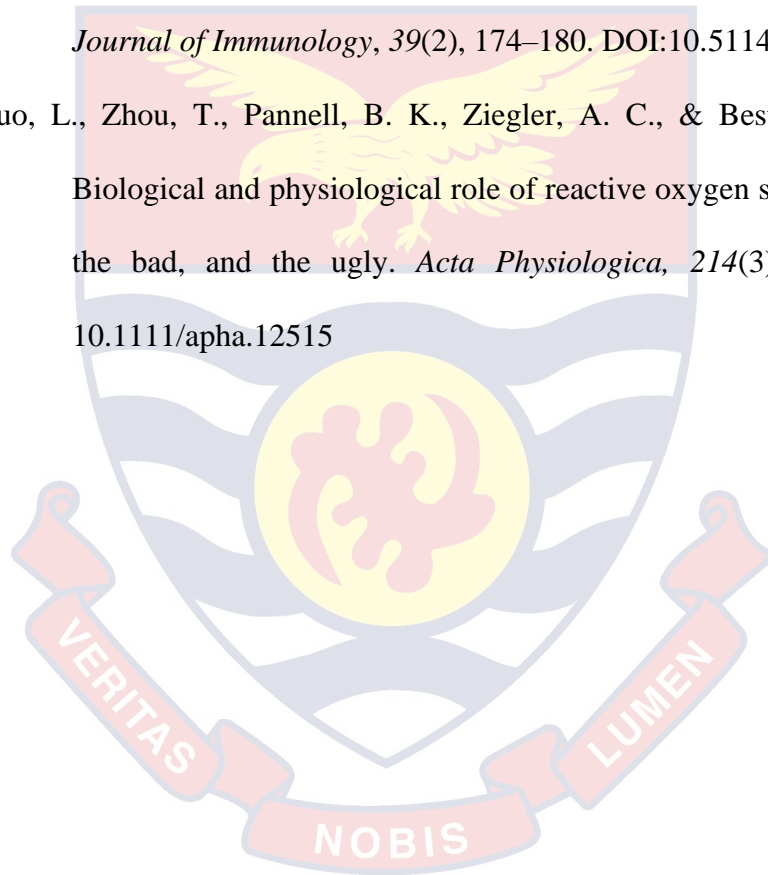 Journal of Immunology, 39(2), 174–180. DOI:10.5114
uo, L., Zhou, T., Pannell, B. K., Ziegler, A. C., & Best
Biological and physiological role of reactive oxygen s
the bad, and the ugly. Acta Physiologica, 214(3)
10.1111/apha.12515
VERITAS
NOBIS
LUMEN